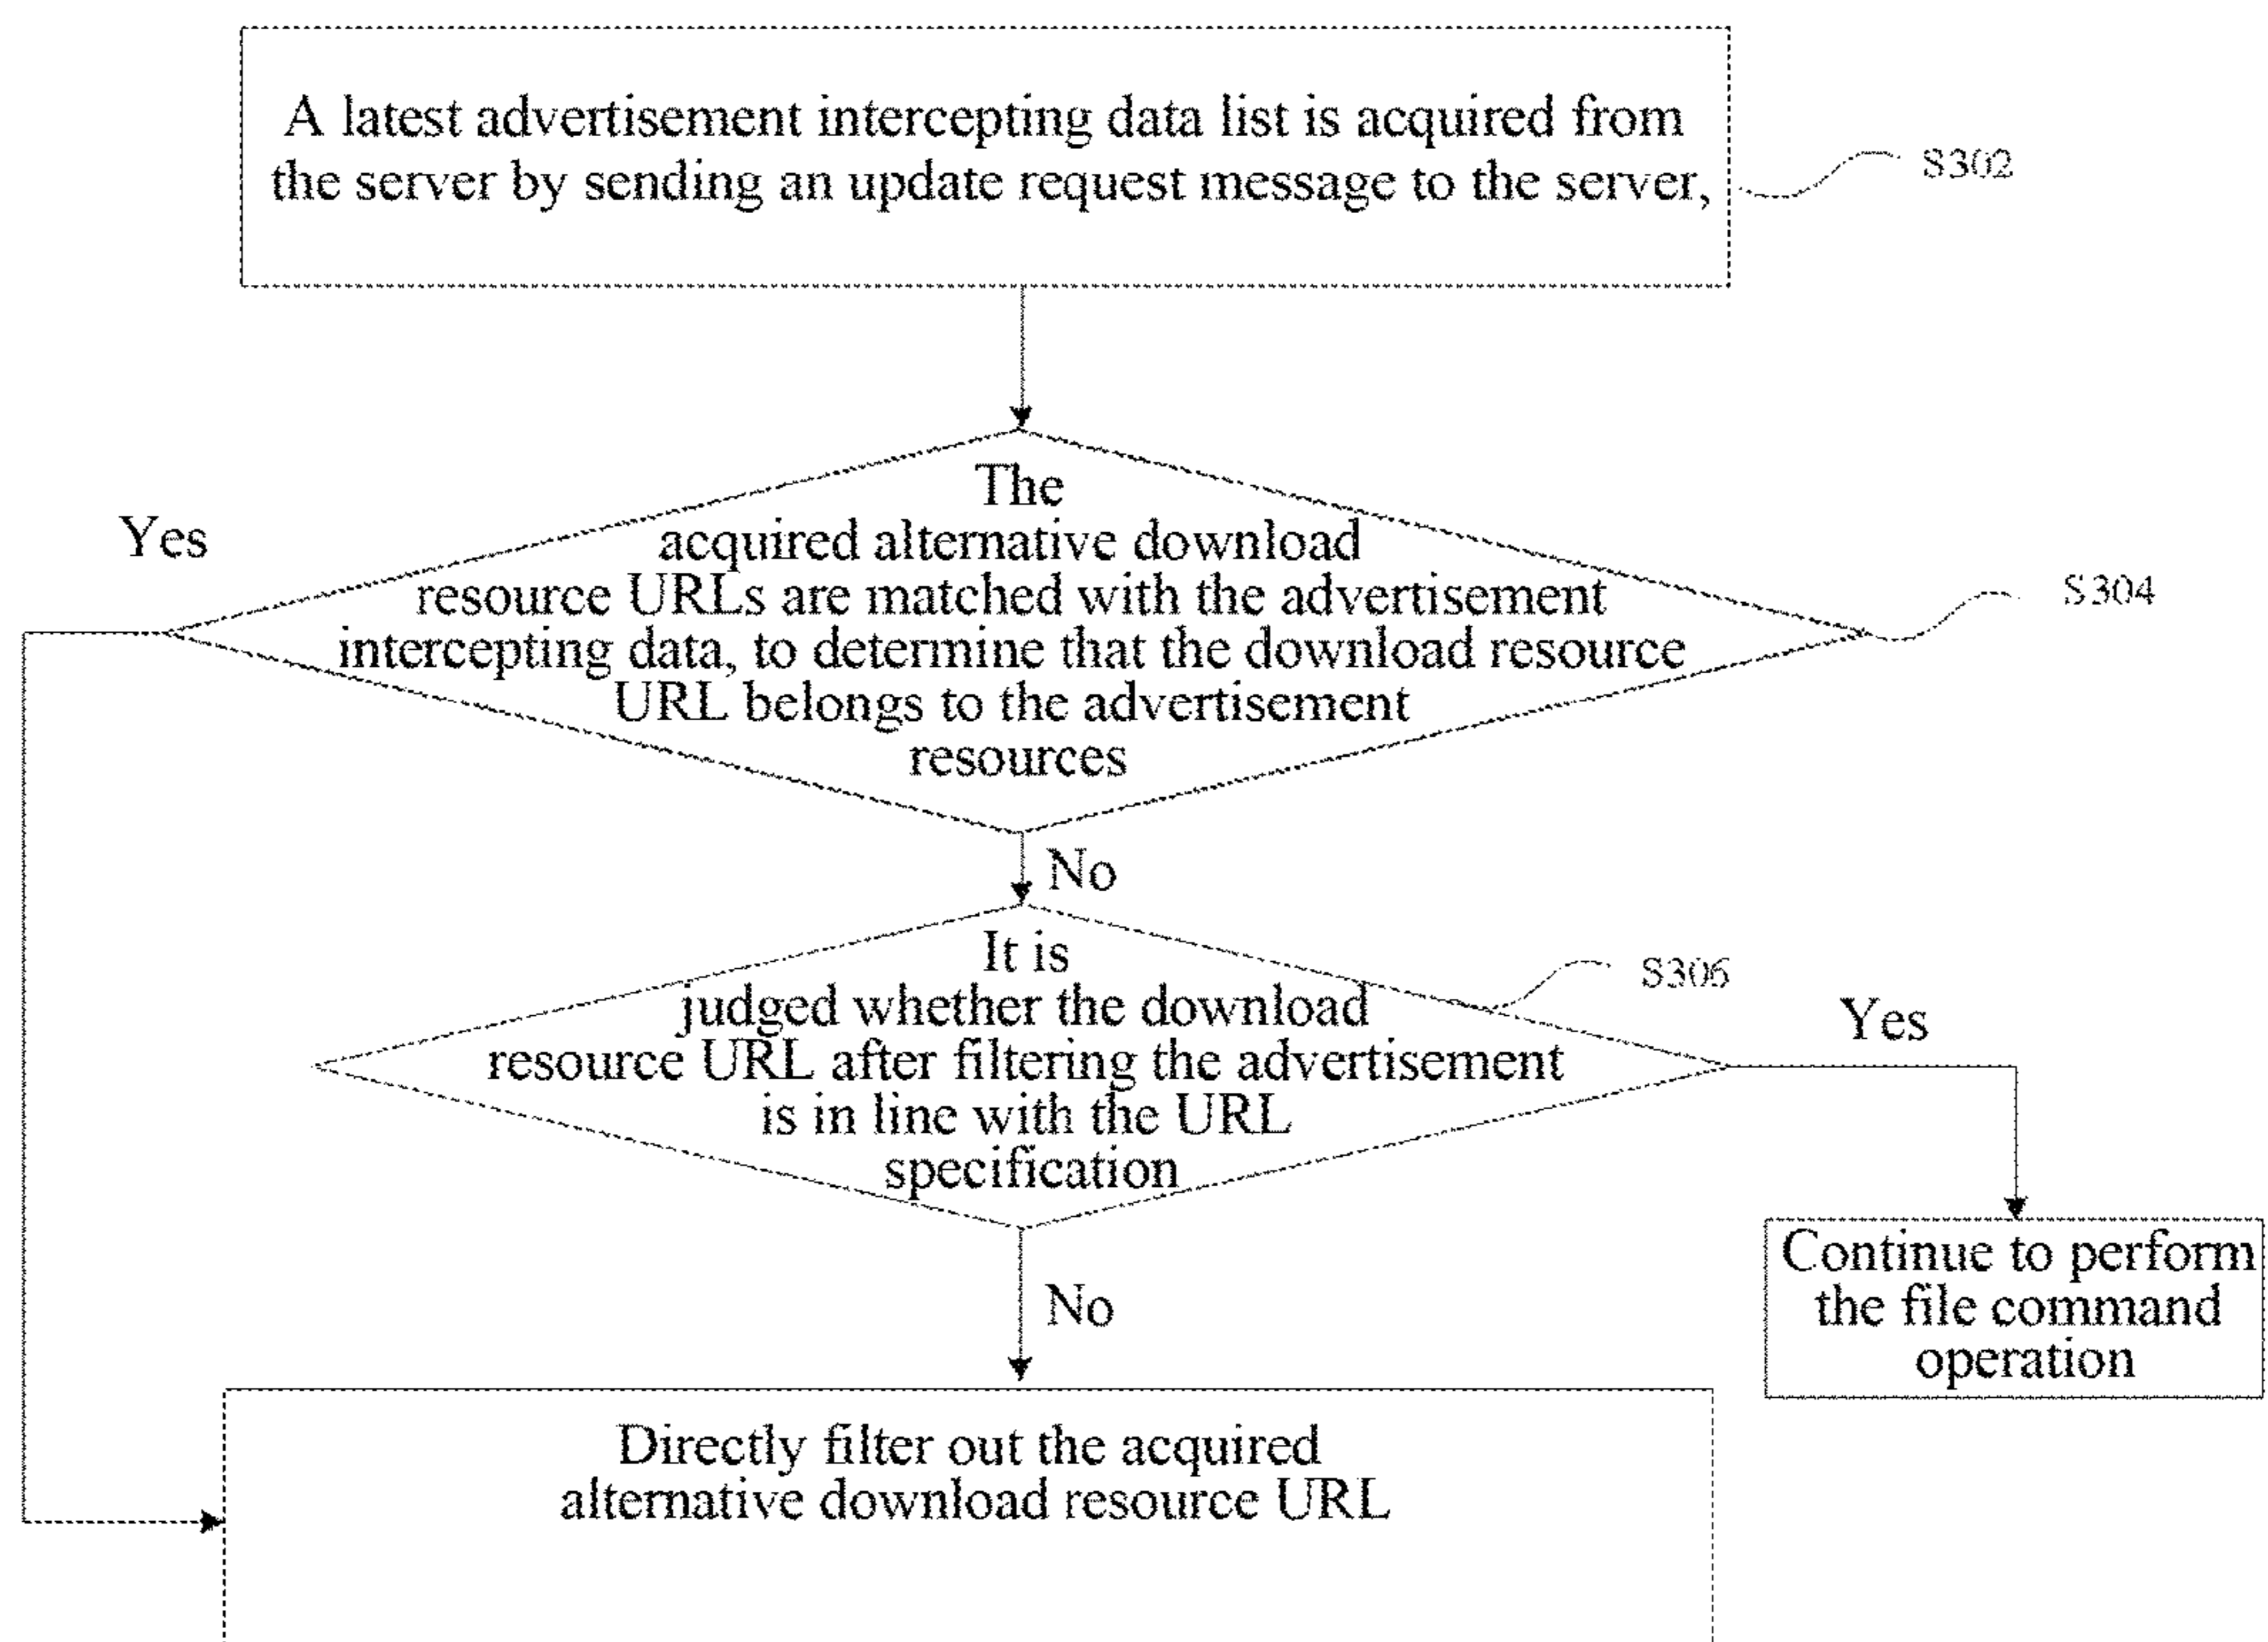 A latest advertisement intercepting data list is acquired from
the server by sending an update request message to the server,
S302
The
acquired alternative download
resource URLs are matched with the advertisement
intercepting data, to determine that the download resource
URL belongs to the advertisement
resources
Yes
S304
No
It is
judged whether the download
resource URL after filtering the advertisement
is in line with the URL
specification
S306
Yes
No
Continue to perform
the file command
operation
Directly filter out the acquired
alternative download resource URL